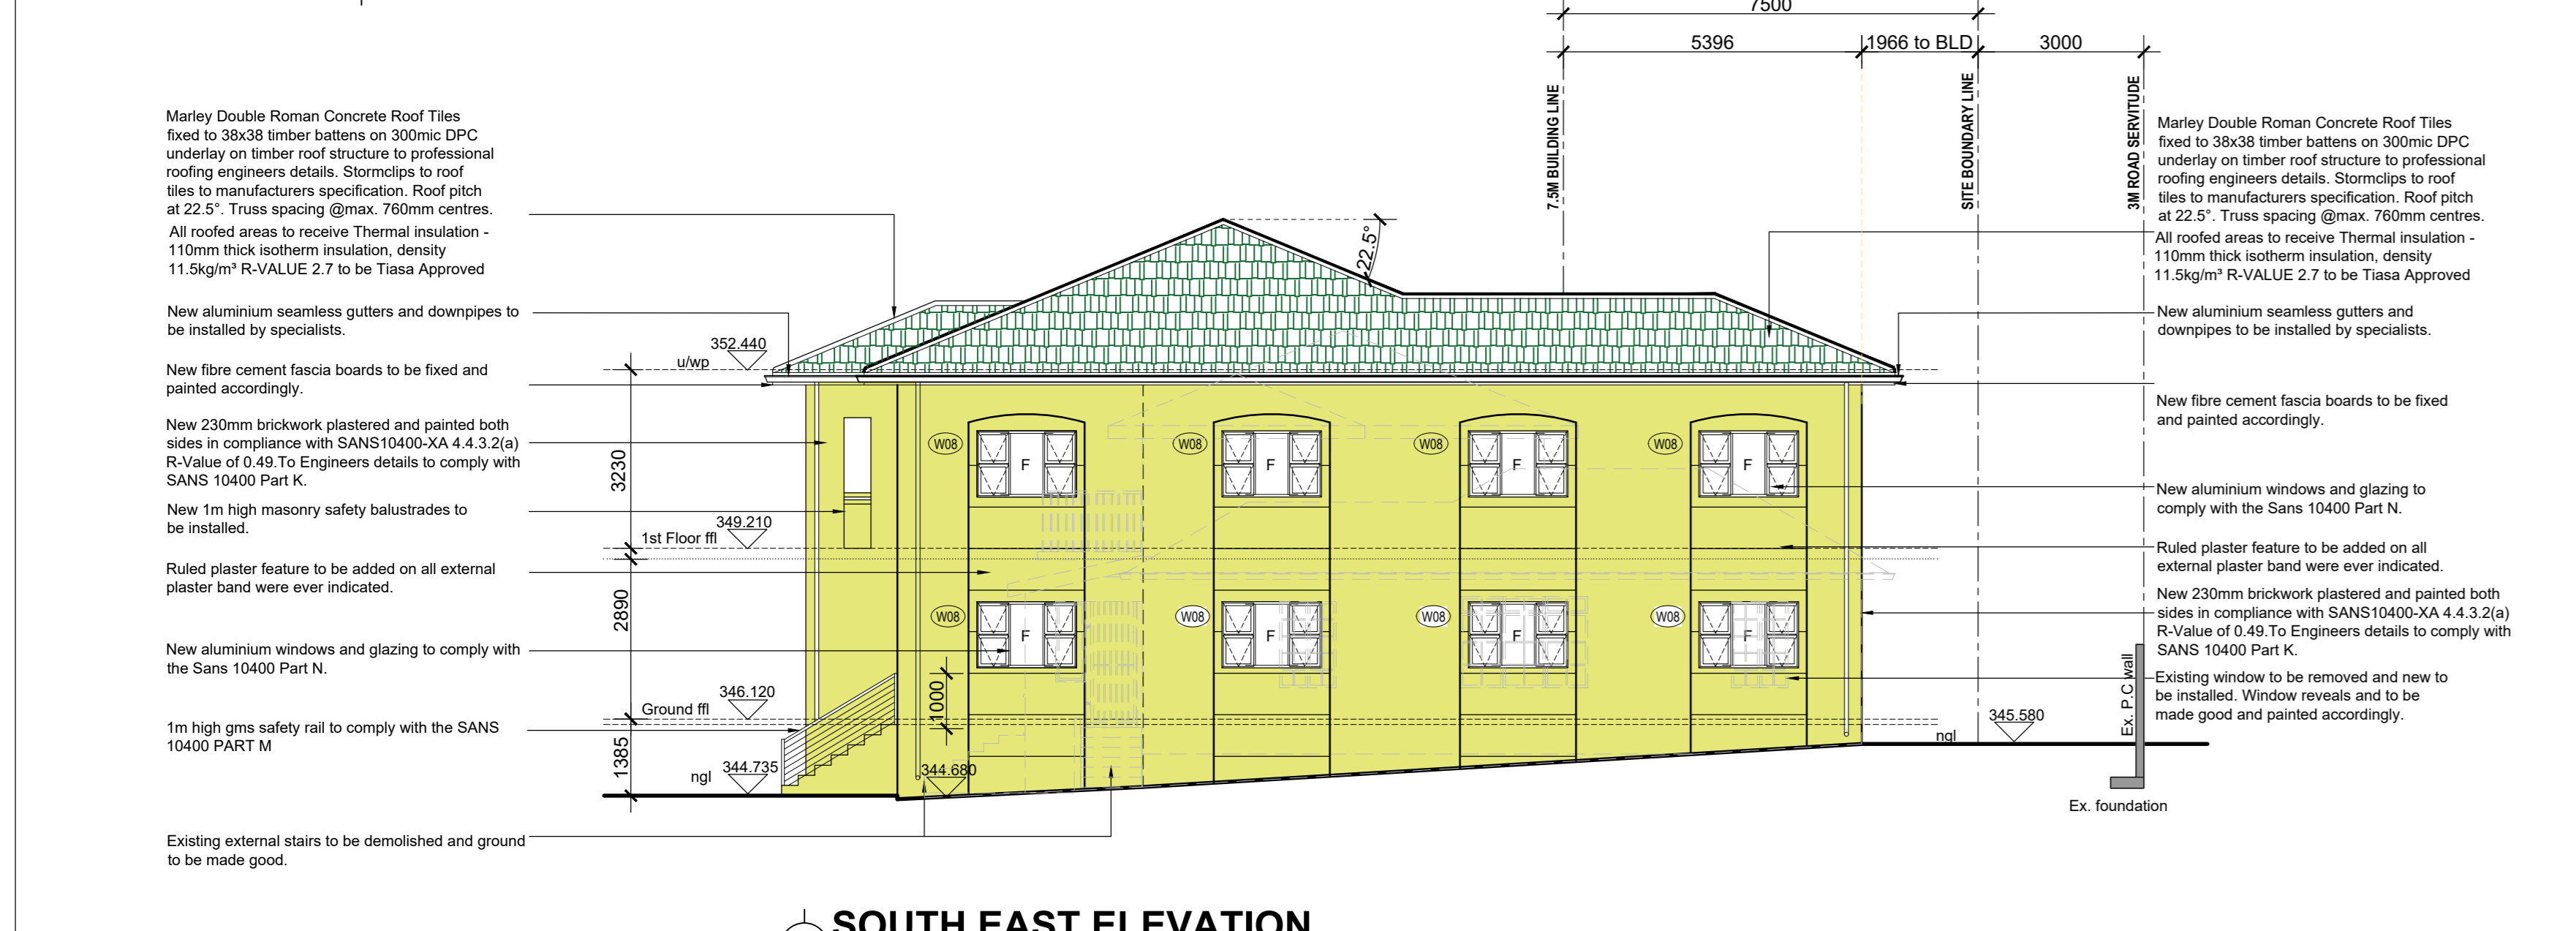 7500
5396
1966 to BLD
3000
7.5M BUILDING LINE
SITE BOUNDARY LINE
3M ROAD SERVITUDE
Marley Double Roman Concrete Roof Tiles
fixed to 38x38 timber battens on 300mic DPC
underlay on timber roof structure to professional
roofing engineers details. Stormclips to roof
tiles to manufacturers specification. Roof pitch
at 22.5°. Truss spacing @max. 760mm centres.
All roofed areas to receive Thermal insulation -
110mm thick isotherm insulation, density
11.5kg/m³ R-VALUE 2.7 to be Tiasa Approved
New aluminium seamless gutters and downpipes to
be installed by specialists.
New fibre cement fascia boards to be fixed and
painted accordingly.
New 230mm brickwork plastered and painted both
sides in compliance with SANS10400-XA 4.4.3.2(a)
R-Value of 0.49.To Engineers details to comply with
SANS 10400 Part K.
New 1m high masonry safety balustrades to
be installed.
Ruled plaster feature to be added on all external
plaster band were ever indicated.
New aluminium windows and glazing to comply with
the Sans 10400 Part N.
1m high gms safety rail to comply with the SANS
10400 PART M
Existing external stairs to be demolished and ground
to be made good.
3230
2890
1385
352.440
u/wp
349.210
1st Floor ffl
346.120
Ground ffl
344.735
ngl
22.5°
W08
F
W08
F
W08
F
W08
F
W08
F
W08
F
W08
F
W08
F
1000
344.680
ngl
345.580
Ex. P.C wall
Ex. foundation
Marley Double Roman Concrete Roof Tiles
fixed to 38x38 timber battens on 300mic DPC
underlay on timber roof structure to professional
roofing engineers details. Stormclips to roof
tiles to manufacturers specification. Roof pitch
at 22.5°. Truss spacing @max. 760mm centres.
All roofed areas to receive Thermal insulation -
110mm thick isotherm insulation, density
11.5kg/m³ R-VALUE 2.7 to be Tiasa Approved
New aluminium seamless gutters and
downpipes to be installed by specialists.
New fibre cement fascia boards to be fixed
and painted accordingly.
New aluminium windows and glazing to
comply with the Sans 10400 Part N.
Ruled plaster feature to be added on all
external plaster band were ever indicated.
New 230mm brickwork plastered and painted both
sides in compliance with SANS10400-XA 4.4.3.2(a)
R-Value of 0.49.To Engineers details to comply with
SANS 10400 Part K.
Existing window to be removed and new to
be installed. Window reveals and to be
made good and painted accordingly.
SOUTH EAST ELEVATION